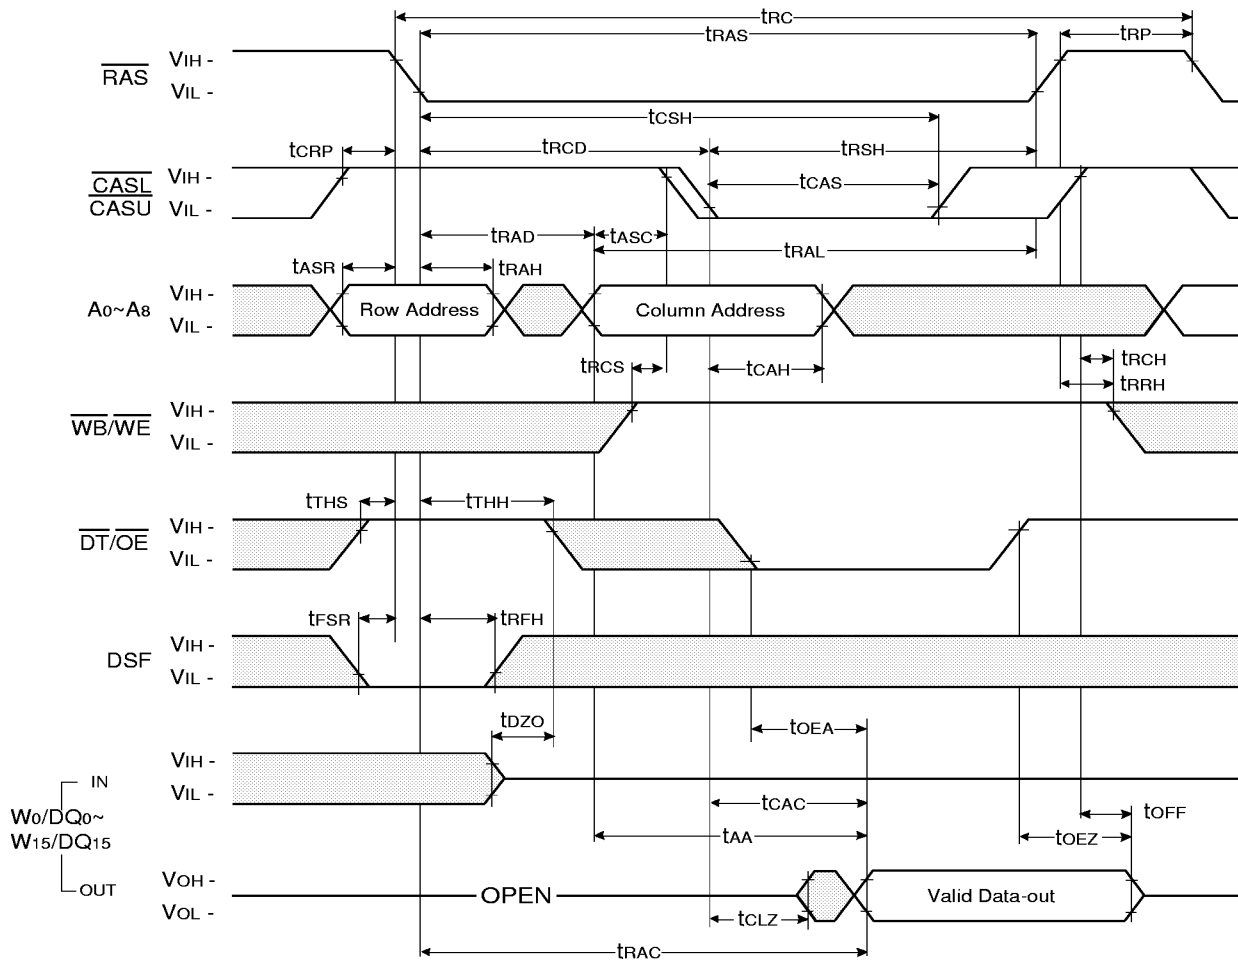 tRC
tRAS tRP
RAS VIH -
VIL -
tCSH
tCRP tRCD tRSH
CASL VIH - tCAS
CASU VIL -
tRAD tASC tRAL
tASR tRAH
A0~A8 VIH - Row Address Column Address
VIL -
tRCS tCAH tRCH
tRRH
WB/WE VIH -
VIL -
tTHS tTHH
DT/OE VIH -
VIL -
tFSR tRFH
DSF VIH -
VIL -
tDZO tOEA
VIH -
IN VIL -
tCAC tOFF
W0/DQ0~
W15/DQ15 tAA tOEZ
OUT VOH - OPEN Valid Data-out
VOL -
tCLZ
tRAC